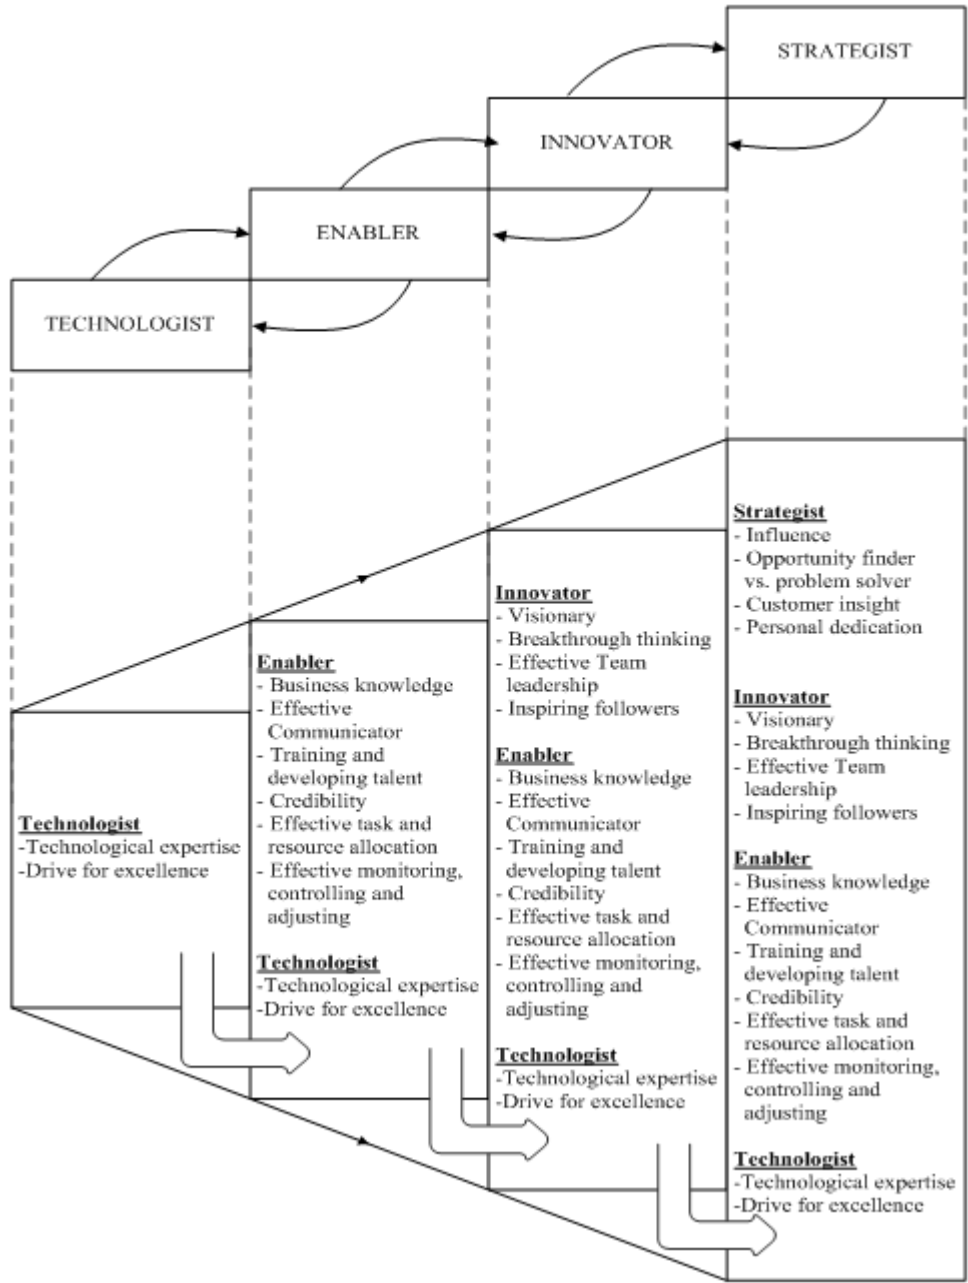 STRATEGIST
INNOVATOR
ENABLER
TECHNOLOGIST
Technologist
-Technological expertise
-Drive for excellence
Enabler
- Business knowledge
- Effective
Communicator
- Training and
developing talent
- Credibility
- Effective task and
resource allocation
- Effective monitoring,
controlling and
adjusting
Technologist
-Technological expertise
-Drive for excellence
Innovator
- Visionary
- Breakthrough thinking
- Effective Team
leadership
- Inspiring followers
Enabler
- Business knowledge
- Effective
Communicator
- Training and
developing talent
- Credibility
- Effective task and
resource allocation
- Effective monitoring,
controlling and
adjusting
Technologist
-Technological expertise
-Drive for excellence
Strategist
- Influence
- Opportunity finder
vs. problem solver
- Customer insight
- Personal dedication
Innovator
- Visionary
- Breakthrough thinking
- Effective Team
leadership
- Inspiring followers
Enabler
- Business knowledge
- Effective
Communicator
- Training and
developing talent
- Credibility
- Effective task and
resource allocation
- Effective monitoring,
controlling and
adjusting
Technologist
-Technological expertise
-Drive for excellence